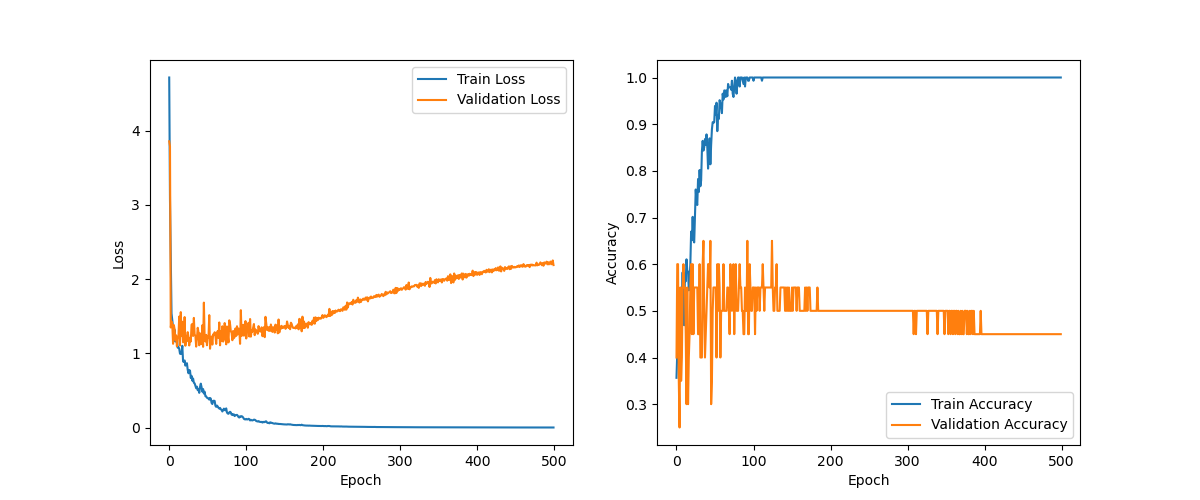 Train Loss
Validation Loss
4
3
2
1
0
Loss
0 100 200 300 400 500
Epoch
1.0
0.9
0.8
0.7
0.6
0.5
0.4
0.3
Accuracy
Train Accuracy
Validation Accuracy
0 100 200 300 400 500
Epoch